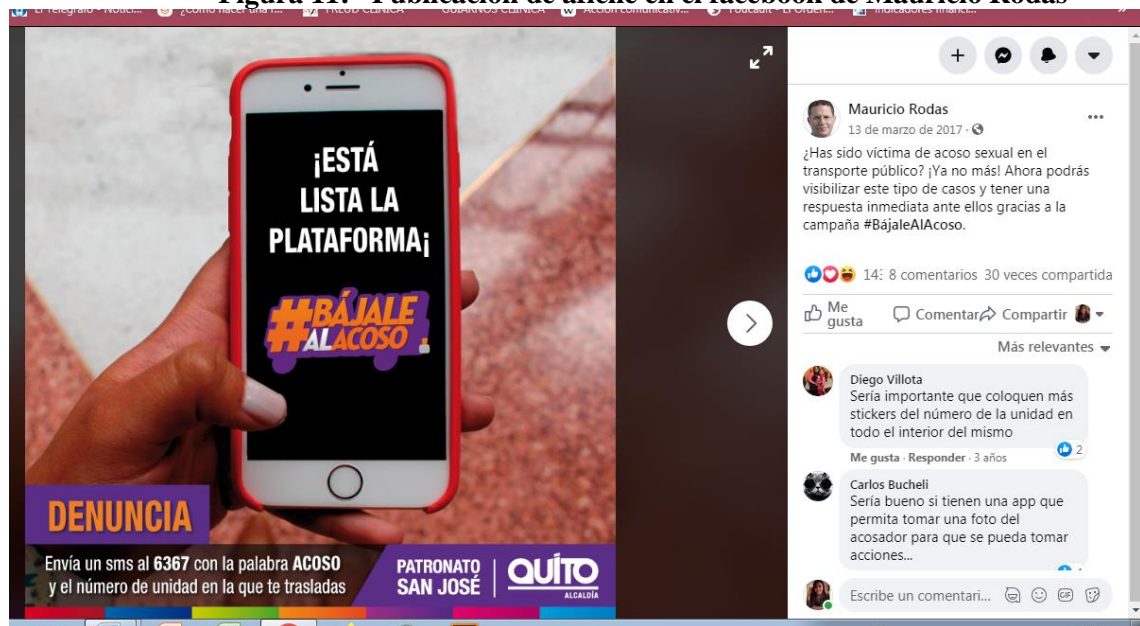 Figura 11. Publicación de afiche en el facebook de Mauricio Rodas
¡ESTÁ
LISTA LA
PLATAFORMA¡
#BÁJALE
AL ACOSO
DENUNCIA
Envía un sms al 6367 con la palabra ACOSO
y el número de unidad en la que te trasladas
PATRONATO
SAN JOSÉ
QUITO
ALCALDÍA
Mauricio Rodas
13 de marzo de 2017 ·
¿Has sido víctima de acoso sexual en el
transporte público? ¡Ya no más! Ahora podrás
visibilizar este tipo de casos y tener una
respuesta inmediata ante ellos gracias a la
campaña #BájaleAlAcoso.
8 comentarios 30 veces compartida
Me gusta
Comentar
Compartir
Más relevantes
Diego Villota
Sería importante que coloquen más
stickers del número de la unidad en
todo el interior del mismo
2
Me gusta · Responder · 3 años
Carlos Bucheli
Sería bueno si tienen una app que
permita tomar una foto del
acosador para que se pueda tomar
acciones...
Escribe un comentari...
GIF